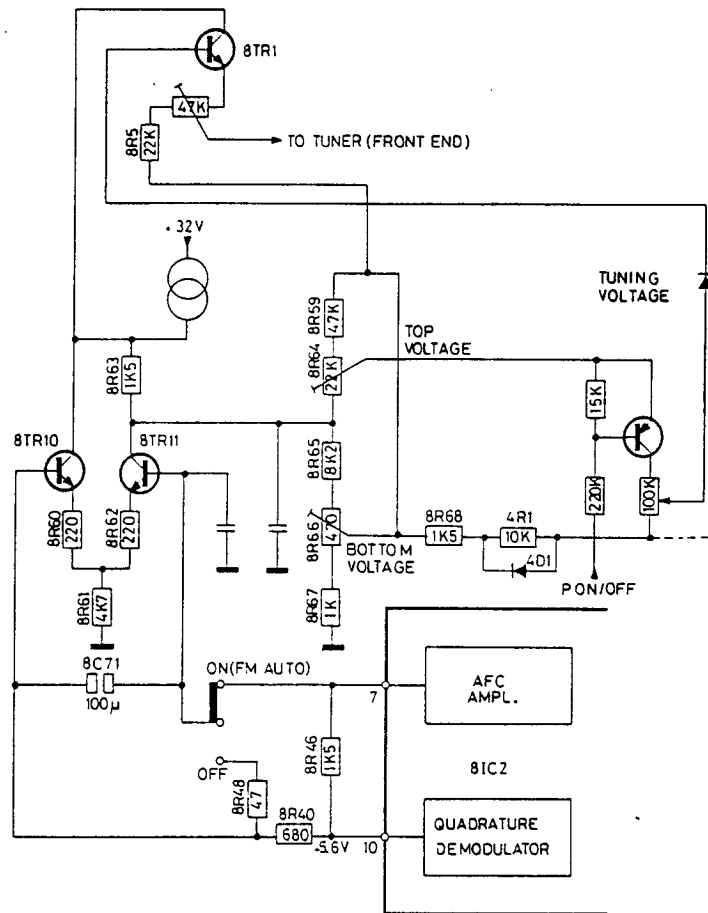 8TR1
47K
8R5
22K
TO TUNER (FRONT END)
.32V
TUNING
VOLTAGE
8R59
47K
8R63
1K5
8R64
22K
TOP
VOLTAGE
15K
8TR10
8TR11
8R65
8K2
220K
100K
8R60
220
8R62
220
8R66
470
BOTTOM
VOLTAGE
8R68
1K5
4R1
10K
4D1
P ON/OFF
8R61
4K7
8R67
1K
8C71
100µ
ON (FM AUTO)
7
AFC
AMPL.
8R46
1K5
8IC2
OFF
8R48
47
8R40
680
5.6V
10
QUADRATURE
DEMODULATOR